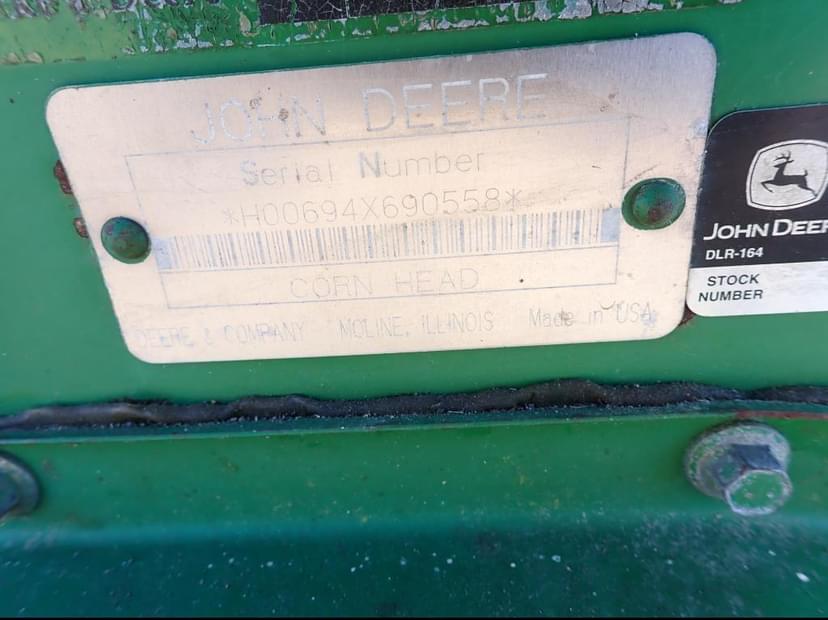 JOHN DEERE
Serial Number
*H00694X690558*
CORN HEAD
DEERE & COMPANY MOLINE, ILLINOIS Made in USA
JOHN DEER
DLR-164
STOCK
NUMBER